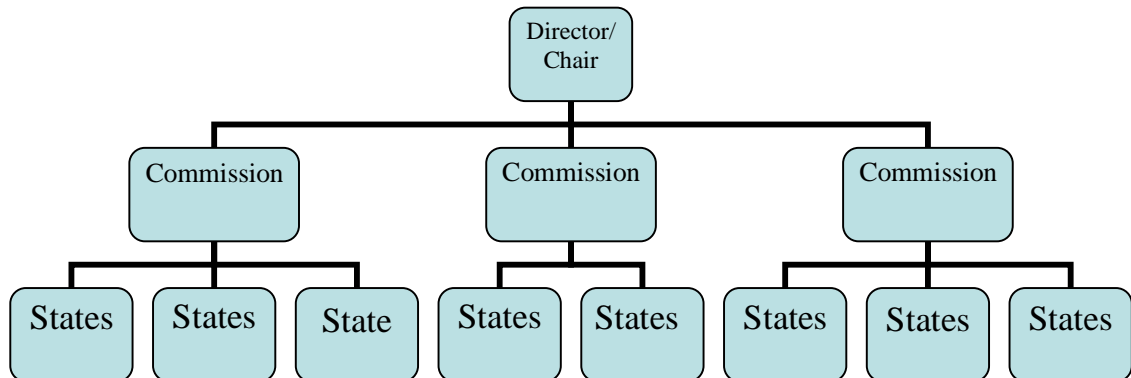 Director/
Chair
Commission Commission Commission
States States State States States States States States